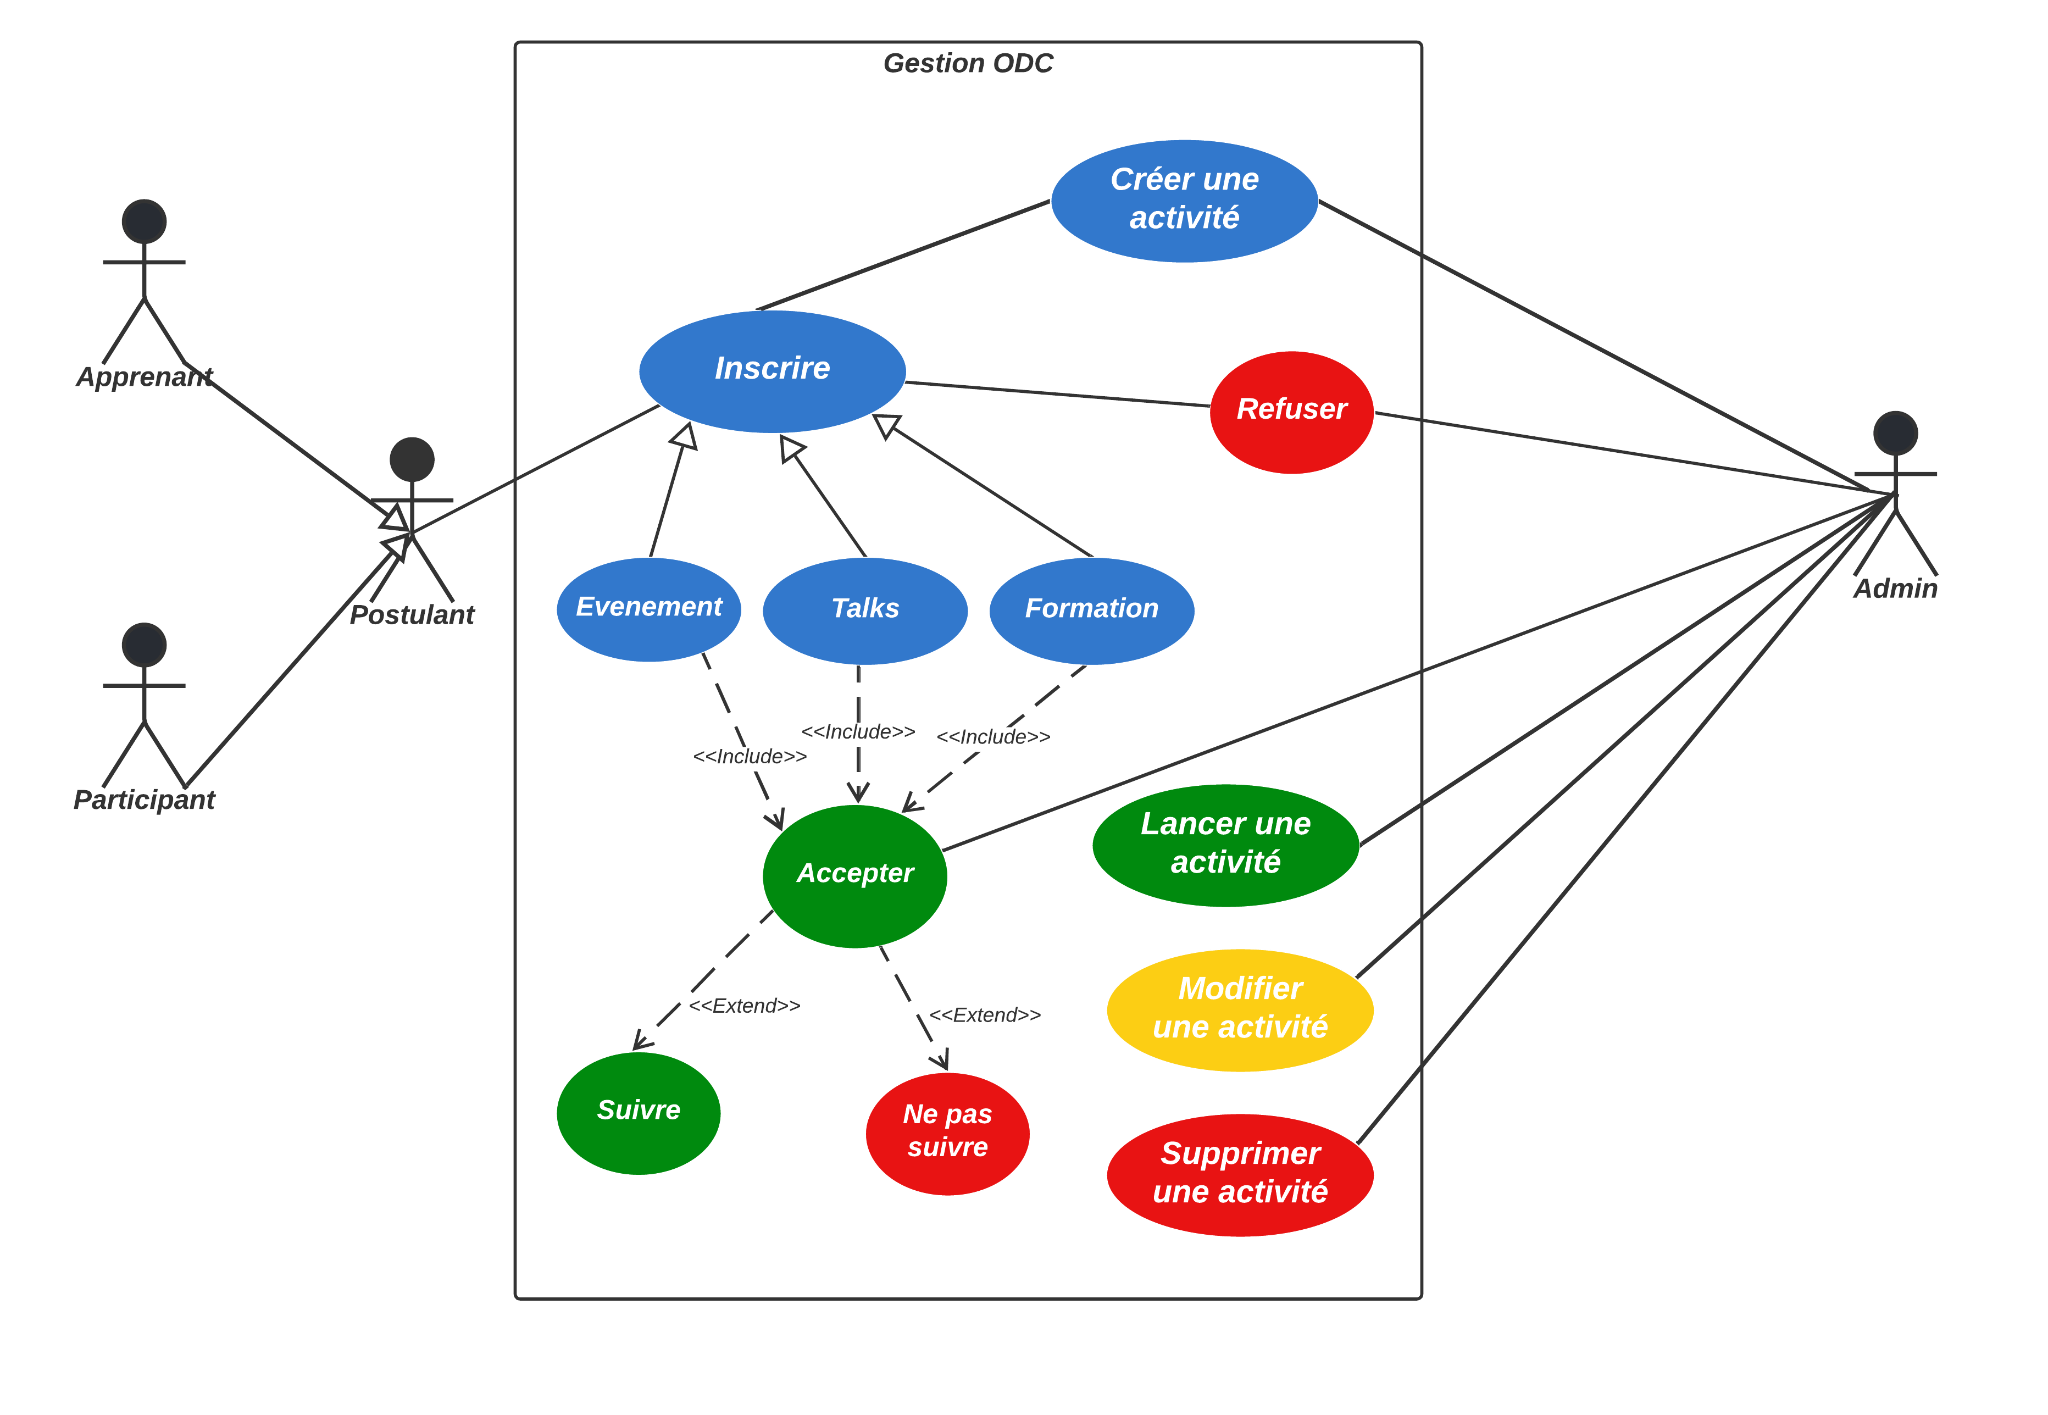 Gestion ODC
Créer une
activité
Apprenant
Inscrire
Refuser
Postulant
Admin
Evenement
Talks
Formation
<<Include>>
<<Include>>
<<Include>>
Participant
Accepter
Lancer une
activité
<<Extend>>
<<Extend>>
Modifier
une activité
Suivre
Ne pas
suivre
Supprimer
une activité